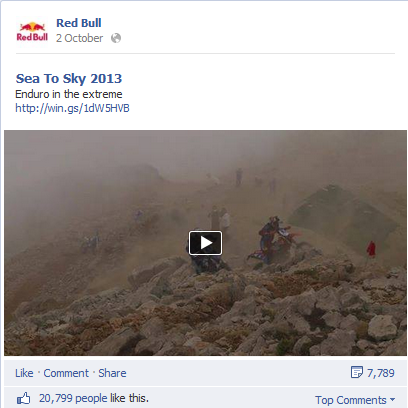 Red Bull
Red Bull
2 October
Sea To Sky 2013
Enduro in the extreme
http://win.gs/1dW5HVB
Like · Comment · Share
7,789
20,799 people like this.
Top Comments